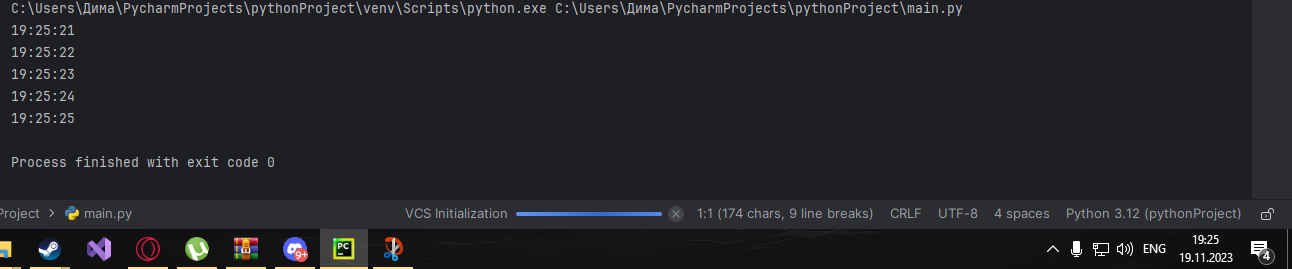 C:\Users\Дима\PycharmProjects\pythonProject\venv\Scripts\python.exe C:\Users\Дима\PycharmProjects\pythonProject\main.py
19:25:21
19:25:22
19:25:23
19:25:24
19:25:25
Process finished with exit code 0
Project > main.py VCS Initialization 1:1 (174 chars, 9 line breaks) CRLF UTF-8 4 spaces Python 3.12 (pythonProject)
9+ PC ENG 19:25
19.11.2023 4